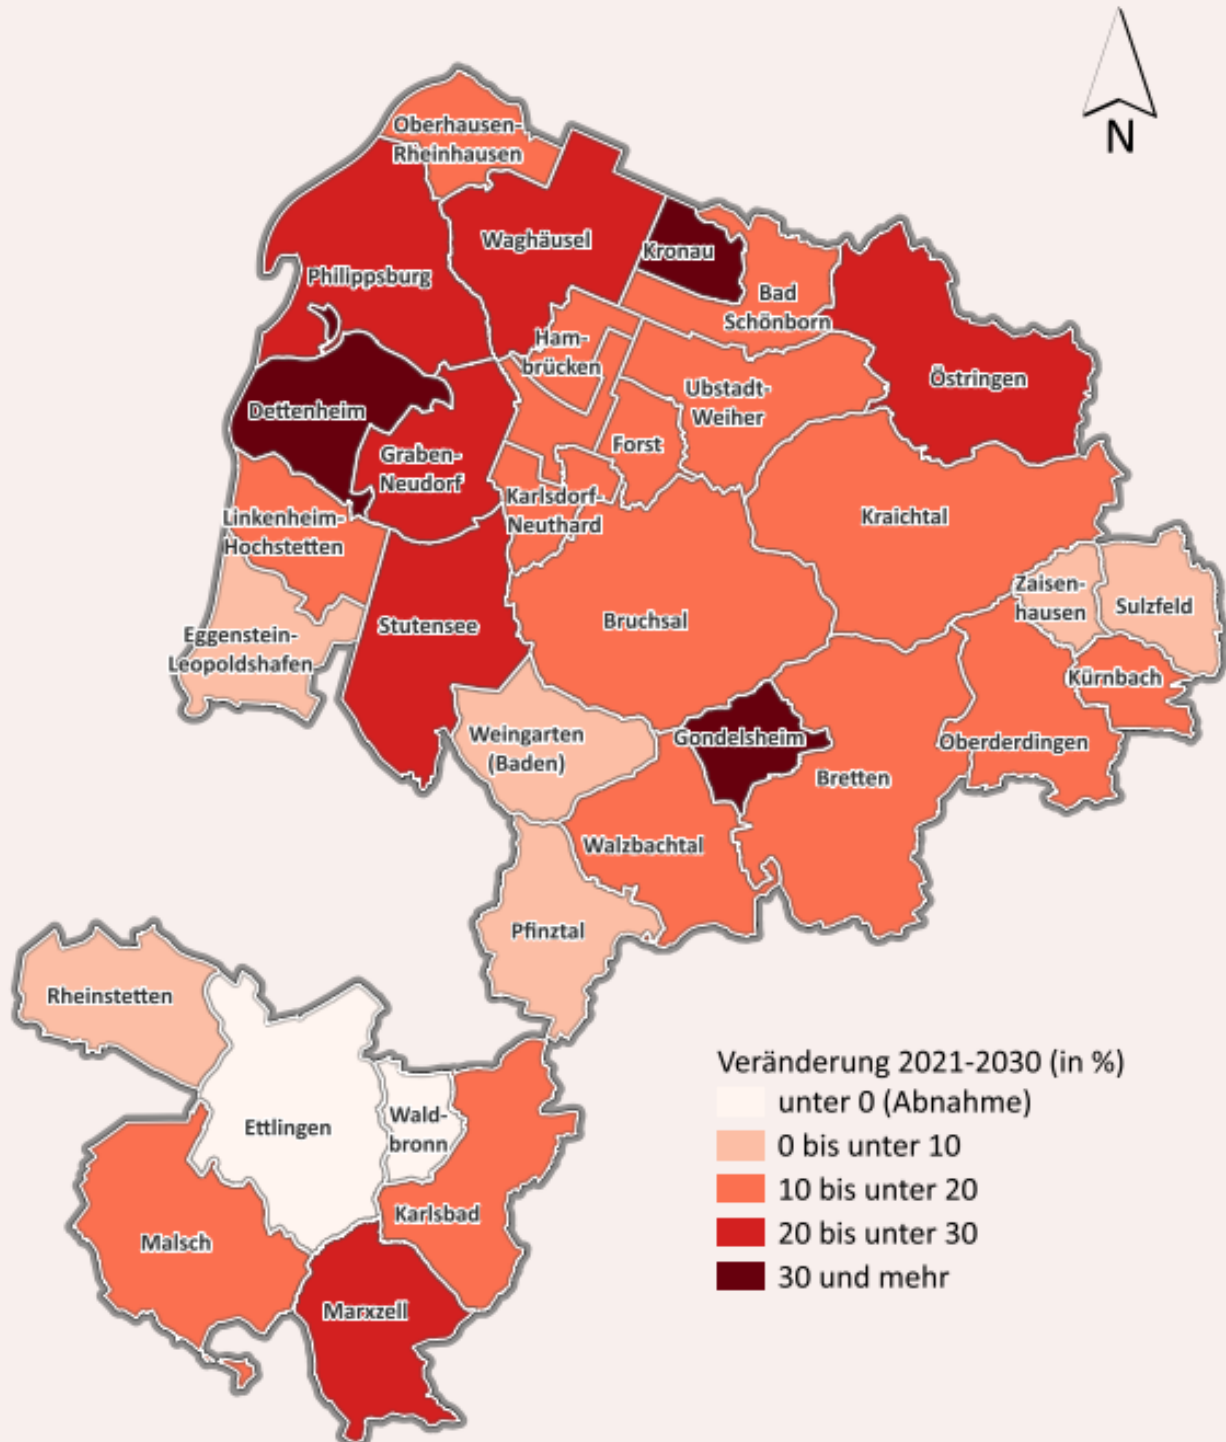 N
Oberhausen-
Rheinhausen
Waghäusel
Kronau
Philippsburg
Bad
Schönborn
Ham-
brücken
Östringen
Ubstadt-
Weiher
Dettenheim
Forst
Graben-
Neudorf
Karlsdorf-
Neuthard
Kraichtal
Linkenheim-
Hochstetten
Zaisen-
hausen
Sulzfeld
Bruchsal
Stutensee
Eggenstein-
Leopoldshafen
Kürnbach
Weingarten
(Baden)
Gondelsheim
Oberderdingen
Bretten
Walzbachtal
Pfinztal
Rheinstetten
Ettlingen
Wald-
bronn
Karlsbad
Malsch
Marxzell
Veränderung 2021-2030 (in %)
unter 0 (Abnahme)
0 bis unter 10
10 bis unter 20
20 bis unter 30
30 und mehr